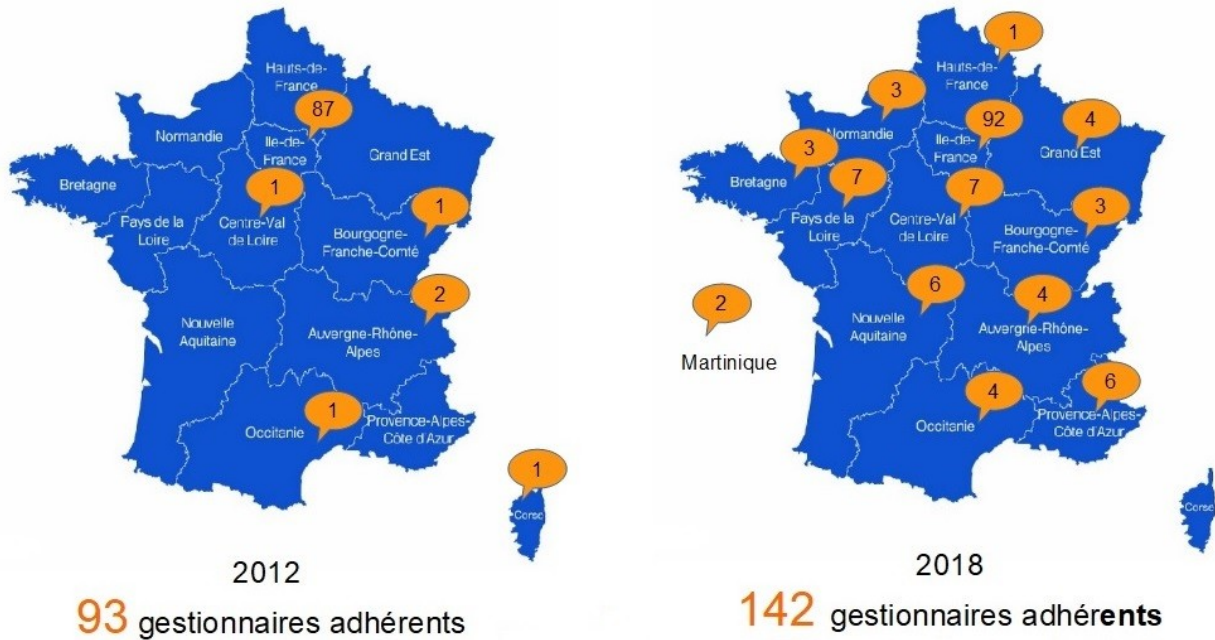 Hauts-de-
France
87
Normandie
Ile-de-
France
Grand Est
1
Bretagne
Pays de la
Loire
Centre-Val
de Loire
1
Bourgogne-
Franche-Comté
2
Nouvelle
Aquitaine
Auvergne-Rhône-
Alpes
1
Occitanie
Provence-Alpes-
Côte d'Azur
1
Corse
2012
93 gestionnaires adhérents
1
Hauts-de-
France
3
Normandie
92
Ile-de-
France
4
Grand Est
3
Bretagne
7
Pays de la
Loire
7
Centre-Val
de Loire
3
Bourgogne-
Franche-Comté
2
Martinique
6
Nouvelle
Aquitaine
4
Auvergne-Rhône-
Alpes
4
Occitanie
6
Provence-Alpes-
Côte d'Azur
Corse
2018
142 gestionnaires adhérents